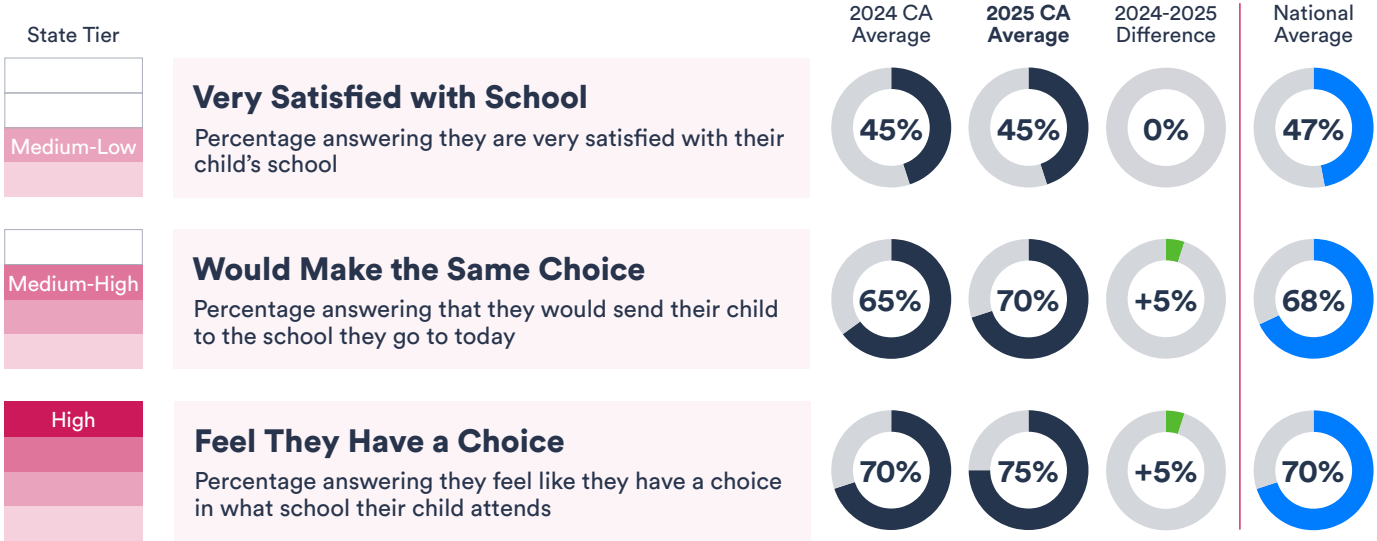 State Tier
2024 CA
Average
2025 CA
Average
2024-2025
Difference
National
Average
Medium-Low
Very Satisfied with School
Percentage answering they are very satisfied with their
child’s school
45%
45%
0%
47%
Medium-High
Would Make the Same Choice
Percentage answering that they would send their child
to the school they go to today
65%
70%
+5%
68%
High
Feel They Have a Choice
Percentage answering they feel like they have a choice
in what school their child attends
70%
75%
+5%
70%